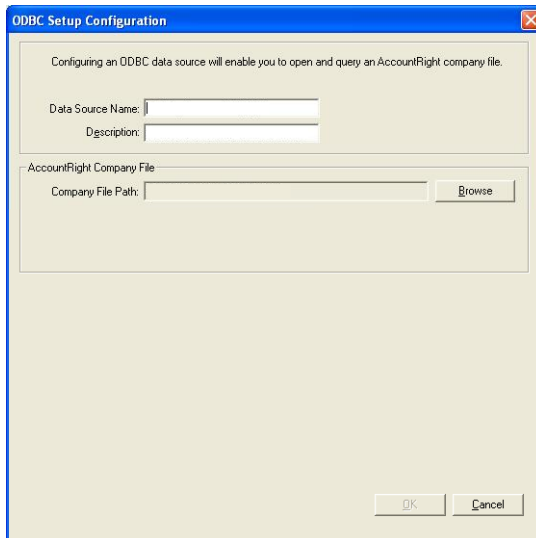 ODBC Setup Configuration
Configuring an ODBC data source will enable you to open and query an AccountRight company file.
Data Source Name:
Description:
AccountRight Company File
Company File Path:
Browse
OK
Cancel